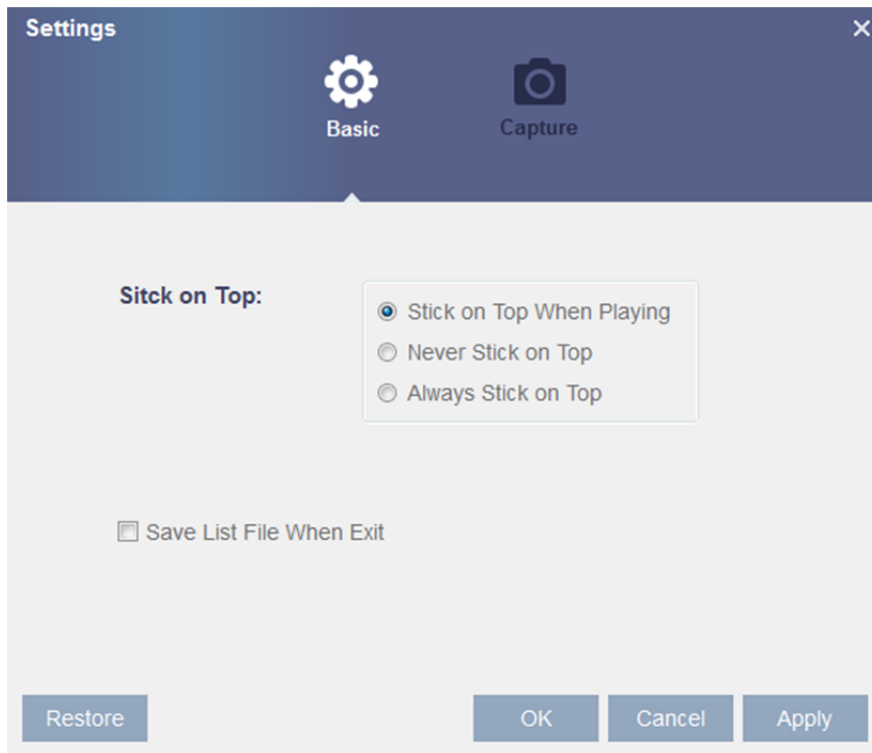 Settings
Basic
Capture
Sitck on Top:
Stick on Top When Playing
Never Stick on Top
Always Stick on Top
Save List File When Exit
Restore
OK
Cancel
Apply